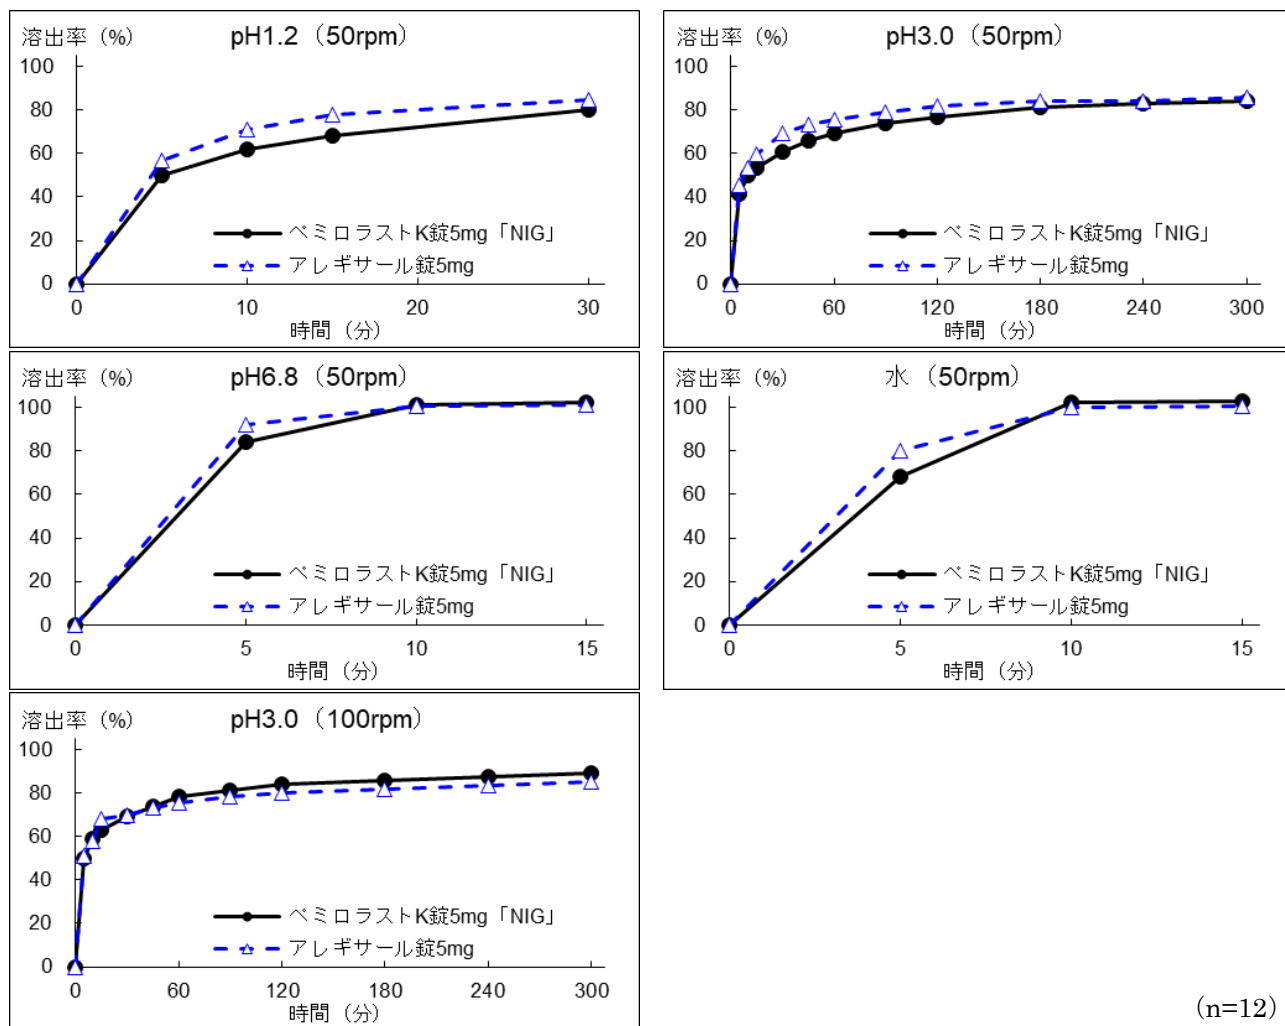 溶出率（%） pH1.2（50rpm）
100
80
60
40
20
0
ペミロラストK錠5mg「NIG」
アレギサール錠5mg
0 10 20 30
時間（分）
溶出率（%） pH3.0（50rpm）
100
80
60
40
20
0
ペミロラストK錠5mg「NIG」
アレギサール錠5mg
0 60 120 180 240 300
時間（分）
溶出率（%） pH6.8（50rpm）
100
80
60
40
20
0
ペミロラストK錠5mg「NIG」
アレギサール錠5mg
0 5 10 15
時間（分）
溶出率（%） 水（50rpm）
100
80
60
40
20
0
ペミロラストK錠5mg「NIG」
アレギサール錠5mg
0 5 10 15
時間（分）
溶出率（%） pH3.0（100rpm）
100
80
60
40
20
0
ペミロラストK錠5mg「NIG」
アレギサール錠5mg
0 60 120 180 240 300
時間（分）
(n=12)